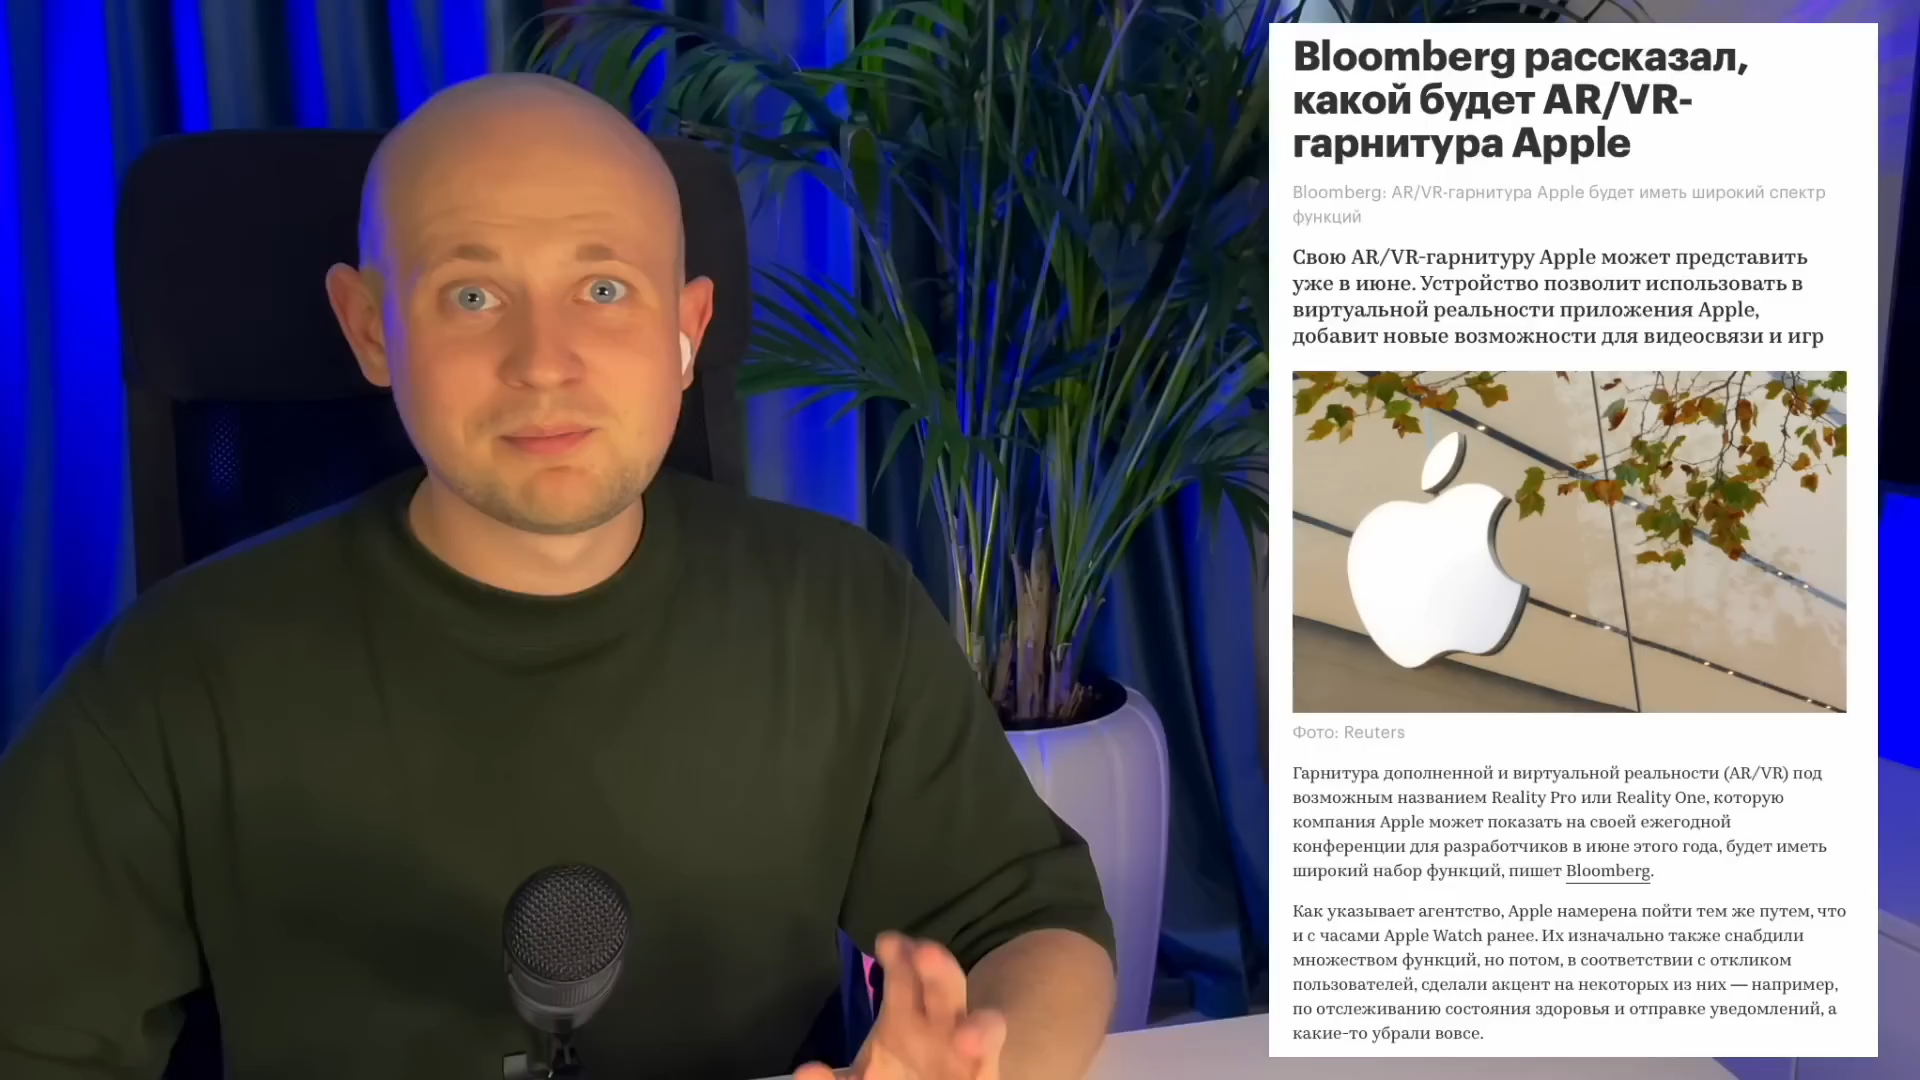 Bloomberg рассказал,
какой будет AR/VR-
гарнитура Apple
Bloomberg: AR/VR-гарнитура Apple будет иметь широкий спектр
функций
Свою AR/VR-гарнитуру Apple может представить
уже в июне. Устройство позволит использовать в
виртуальной реальности приложения Apple,
добавит новые возможности для видеосвязи и игр
Фото: Reuters
Гарнитура дополненной и виртуальной реальности (AR/VR) под
возможным названием Reality Pro или Reality One, которую
компания Apple может показать на своей ежегодной
конференции для разработчиков в июне этого года, будет иметь
широкий набор функций, пишет Bloomberg.
Как указывает агентство, Apple намерена пойти тем же путем, что
и с часами Apple Watch ранее. Их изначально также снабдили
множеством функций, но потом, в соответствии с откликом
пользователей, сделали акцент на некоторых из них — например,
по отслеживанию состояния здоровья и отправке уведомлений, а
какие-то убрали вовсе.